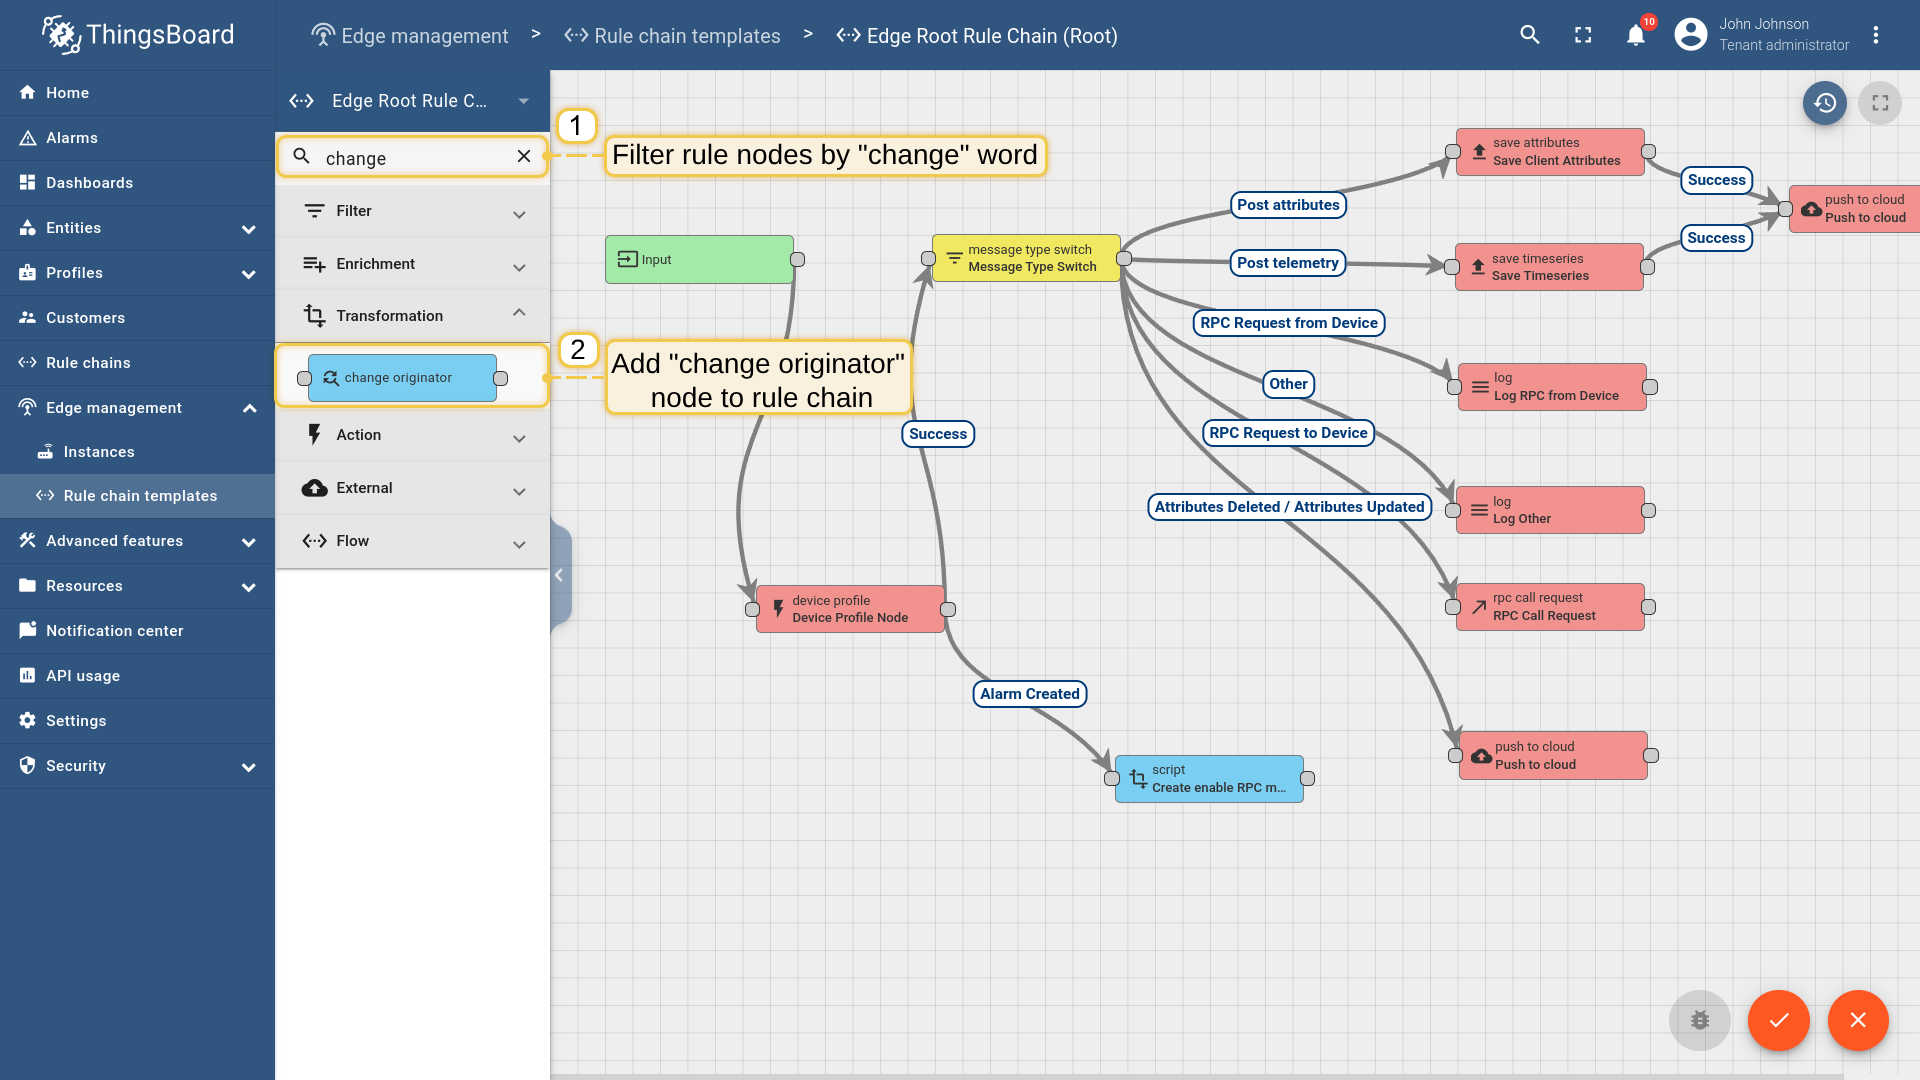 ThingsBoard
Edge management > Rule chain templates > Edge Root Rule Chain (Root)
10
John Johnson
Tenant administrator
Home
Alarms
Dashboards
Entities
Profiles
Customers
Rule chains
Edge management
Instances
Rule chain templates
Advanced features
Resources
Notification center
API usage
Settings
Security
Edge Root Rule C...
change
Filter
Enrichment
Transformation
change originator
Action
External
Flow
1
Filter rule nodes by "change" word
2
Add "change originator"
node to rule chain
Input
message type switch
Message Type Switch
Success
device profile
Device Profile Node
Alarm Created
script
Create enable RPC m...
Post attributes
Post telemetry
RPC Request from Device
Other
RPC Request to Device
Attributes Deleted / Attributes Updated
save attributes
Save Client Attributes
Success
save timeseries
Save Timeseries
Success
push to cloud
Push to cloud
log
Log RPC from Device
log
Log Other
rpc call request
RPC Call Request
push to cloud
Push to cloud